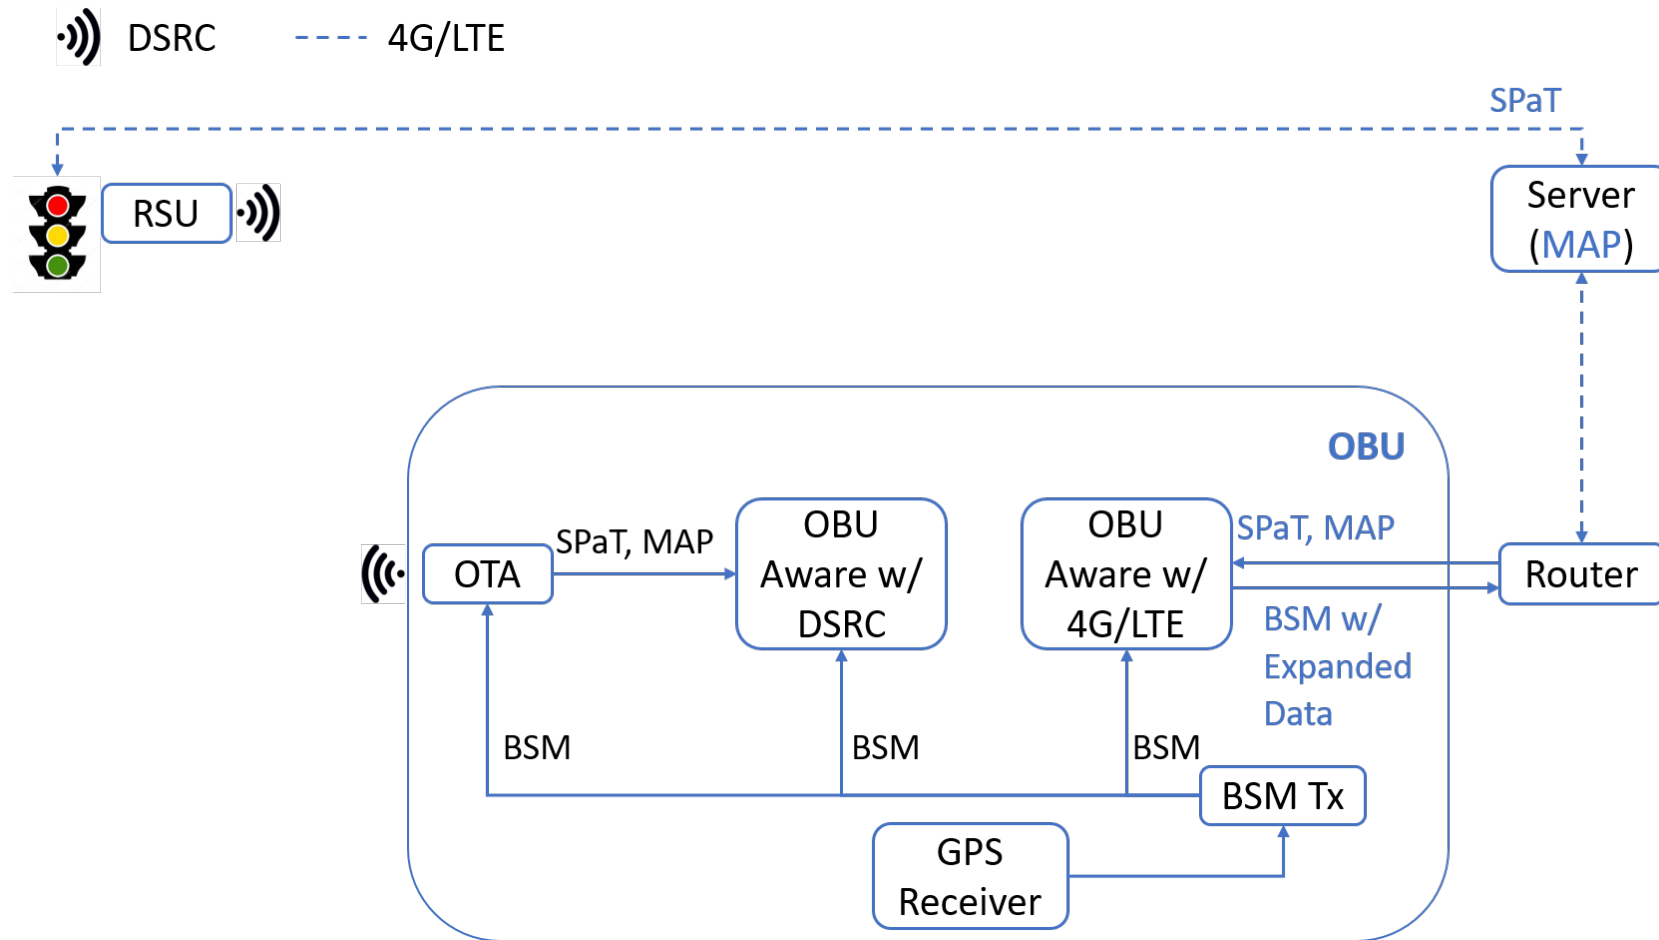 DSRC
4G/LTE
SPaT
RSU
Server
(MAP)
OBU
OTA
SPaT, MAP
OBU
Aware w/
DSRC
OBU
Aware w/
4G/LTE
SPaT, MAP
Router
BSM w/
Expanded
Data
BSM
BSM
BSM
BSM Tx
GPS
Receiver